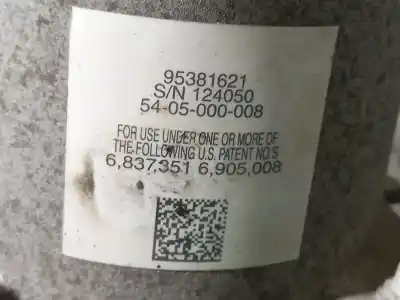 95381621
S/N 124050
54-05-000-008
FOR USE UNDER ONE OR MORE OF
THE FOLLOWING U.S. PATENT NO'S
6,837,351 6,905,008